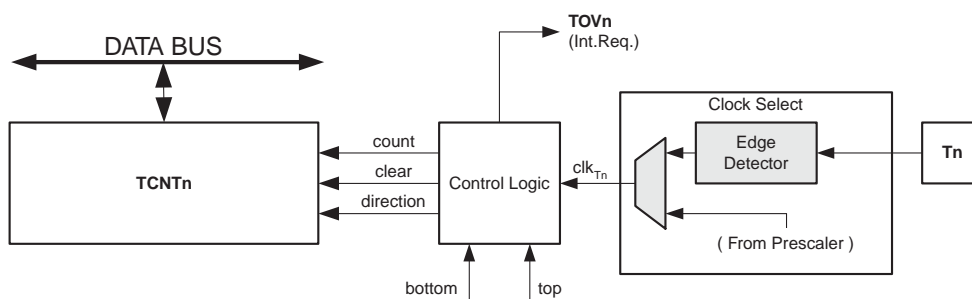 TOVn
(Int.Req.)
DATA BUS
Clock Select
count
Edge
Detector
Tn
TCNTn
clear
Control Logic
clkTn
direction
( From Prescaler )
bottom
top